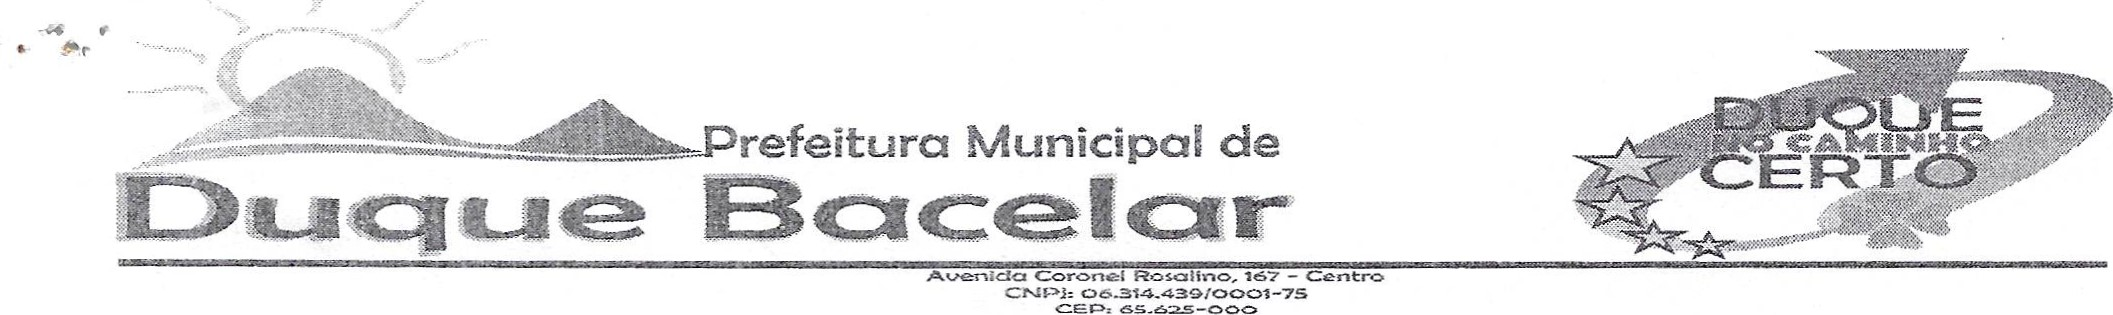 Prefeitura Municipal de
Duque Bacelar
DUQUE
NO CAMINHO
CERTO
Avenida Coronel Rosalino, 167 - Centro
CNPJ: 06.314.439/0001-75
CEP: 65.625-000